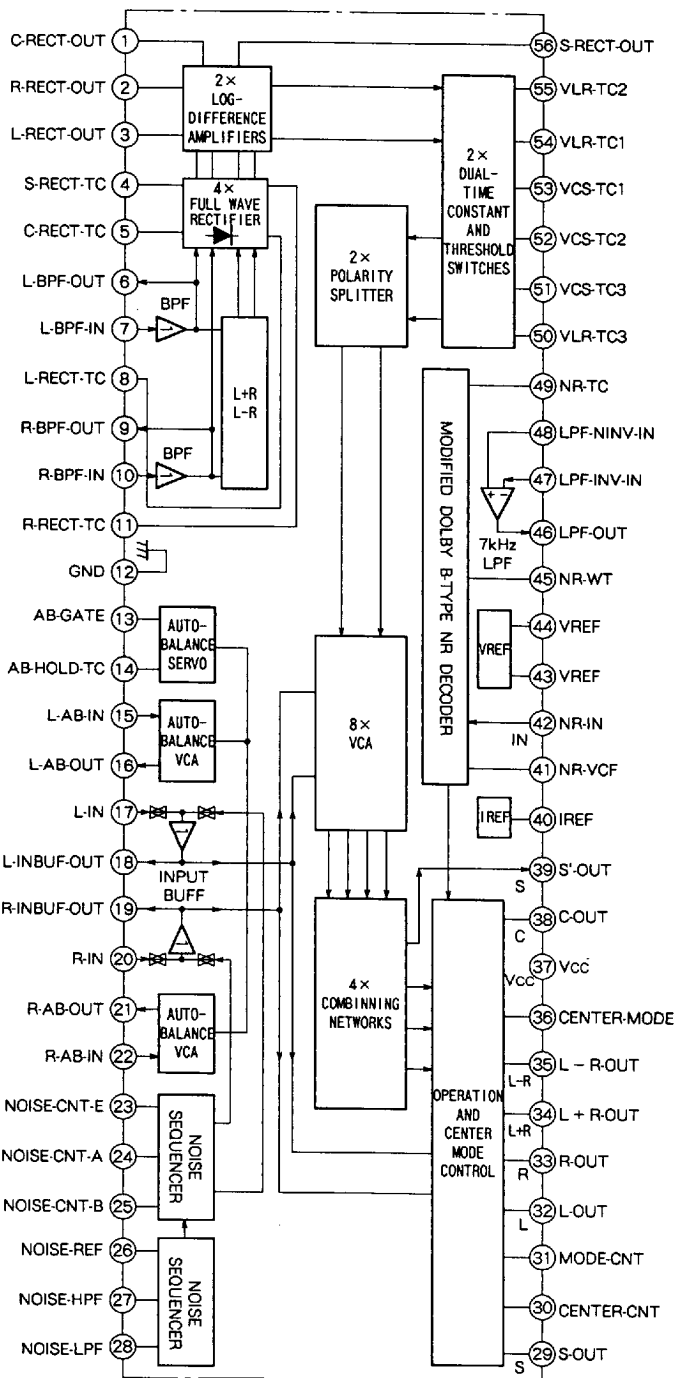 C-RECT-OUT 1
R-RECT-OUT 2
L-RECT-OUT 3
S-RECT-TC 4
C-RECT-TC 5
L-BPF-OUT 6
L-BPF-IN 7
L-RECT-TC 8
R-BPF-OUT 9
R-BPF-IN 10
R-RECT-TC 11
GND 12
AB-GATE 13
AB-HOLD-TC 14
L-AB-IN 15
L-AB-OUT 16
L-IN 17
L-INBUF-OUT 18
R-INBUF-OUT 19
R-IN 20
R-AB-OUT 21
R-AB-IN 22
NOISE-CNT-E 23
NOISE-CNT-A 24
NOISE-CNT-B 25
NOISE-REF 26
NOISE-HPF 27
NOISE-LPF 28
2×
LOG-
DIFFERENCE
AMPLIFIERS
4×
FULL WAVE
RECTIFIER
BPF
1
L+R
L-R
BPF
1
AUTO-
BALANCE
SERVO
AUTO-
BALANCE
VCA
1
INPUT
BUFF
1
AUTO-
BALANCE
VCA
NOISE
SEQUENCER
NOISE
SEQUENCER
2×
POLARITY
SPLITTER
8×
VCA
4×
COMBINNING
NETWORKS
2×
DUAL-
TIME
CONSTANT
AND
THRESHOLD
SWITCHES
MODIFIED DOLBY B-TYPE NR DECODER
+ −
7kHz
LPF
VREF
IN
IREF
OPERATION
AND
CENTER
MODE
CONTROL
S
C
VCC
L-R
L+R
R
L
S
56 S-RECT-OUT
55 VLR-TC2
54 VLR-TC1
53 VCS-TC1
52 VCS-TC2
51 VCS-TC3
50 VLR-TC3
49 NR-TC
48 LPF-NINV-IN
47 LPF-INV-IN
46 LPF-OUT
45 NR-WT
44 VREF
43 VREF
42 NR-IN
41 NR-VCF
40 IREF
39 S'-OUT
38 C-OUT
37 VCC
36 CENTER-MODE
35 L − R-OUT
34 L + R-OUT
33 R-OUT
32 L-OUT
31 MODE-CNT
30 CENTER-CNT
29 S-OUT